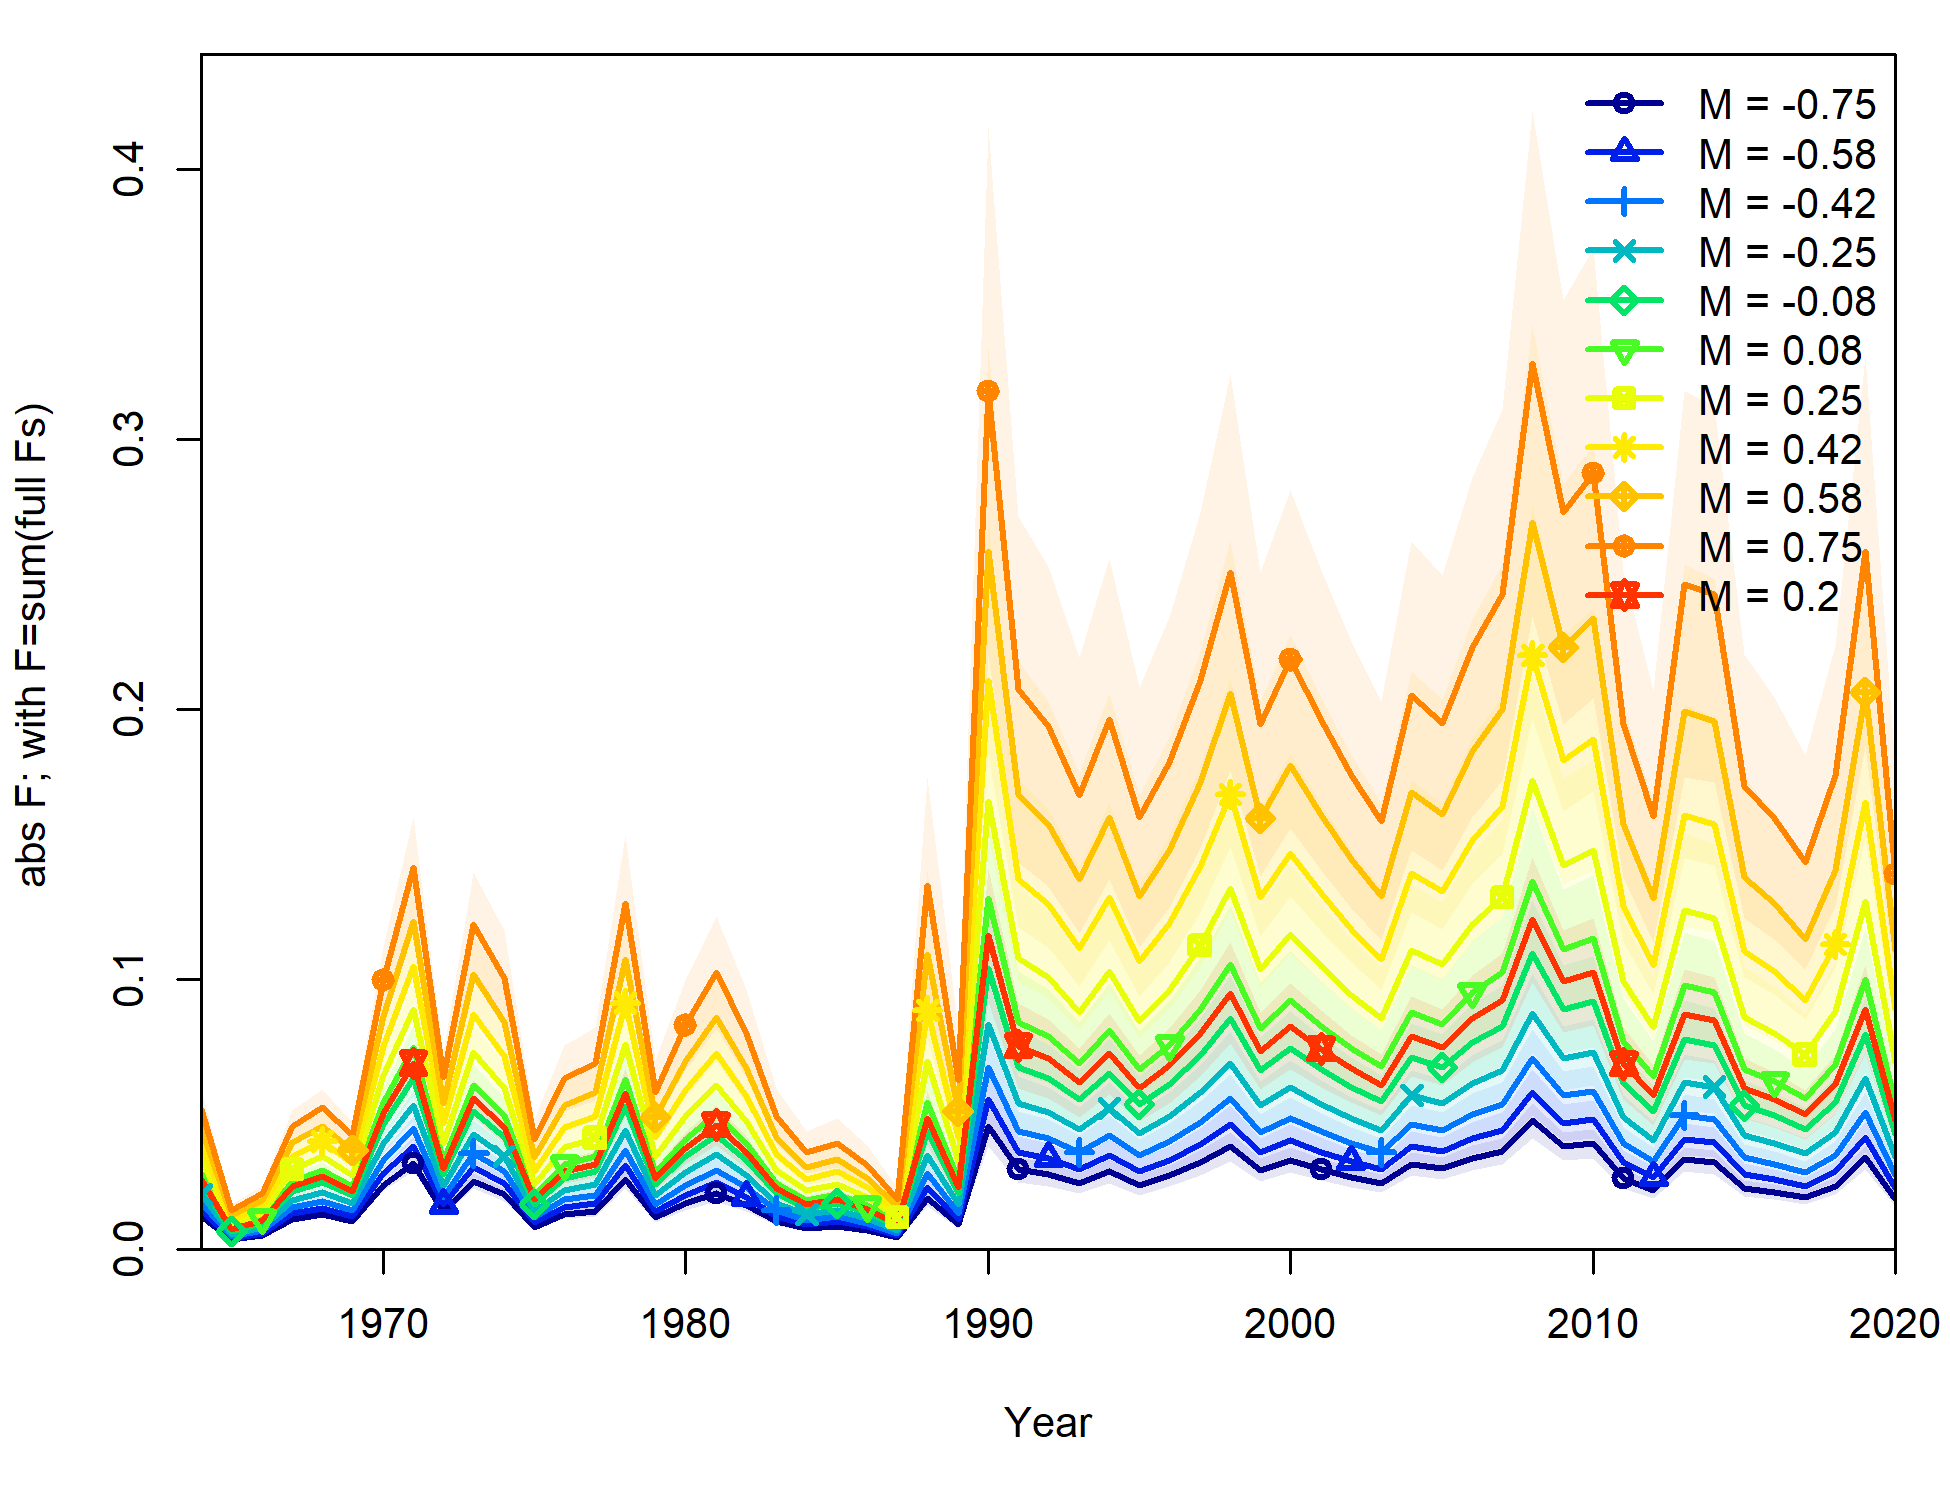 abs F; with F=sum(full Fs)
0.4
0.3
0.2
0.1
0.0
M = -0.75
M = -0.58
M = -0.42
M = -0.25
M = -0.08
M = 0.08
M = 0.25
M = 0.42
M = 0.58
M = 0.75
M = 0.2
1970 1980 1990 2000 2010 2020
Year